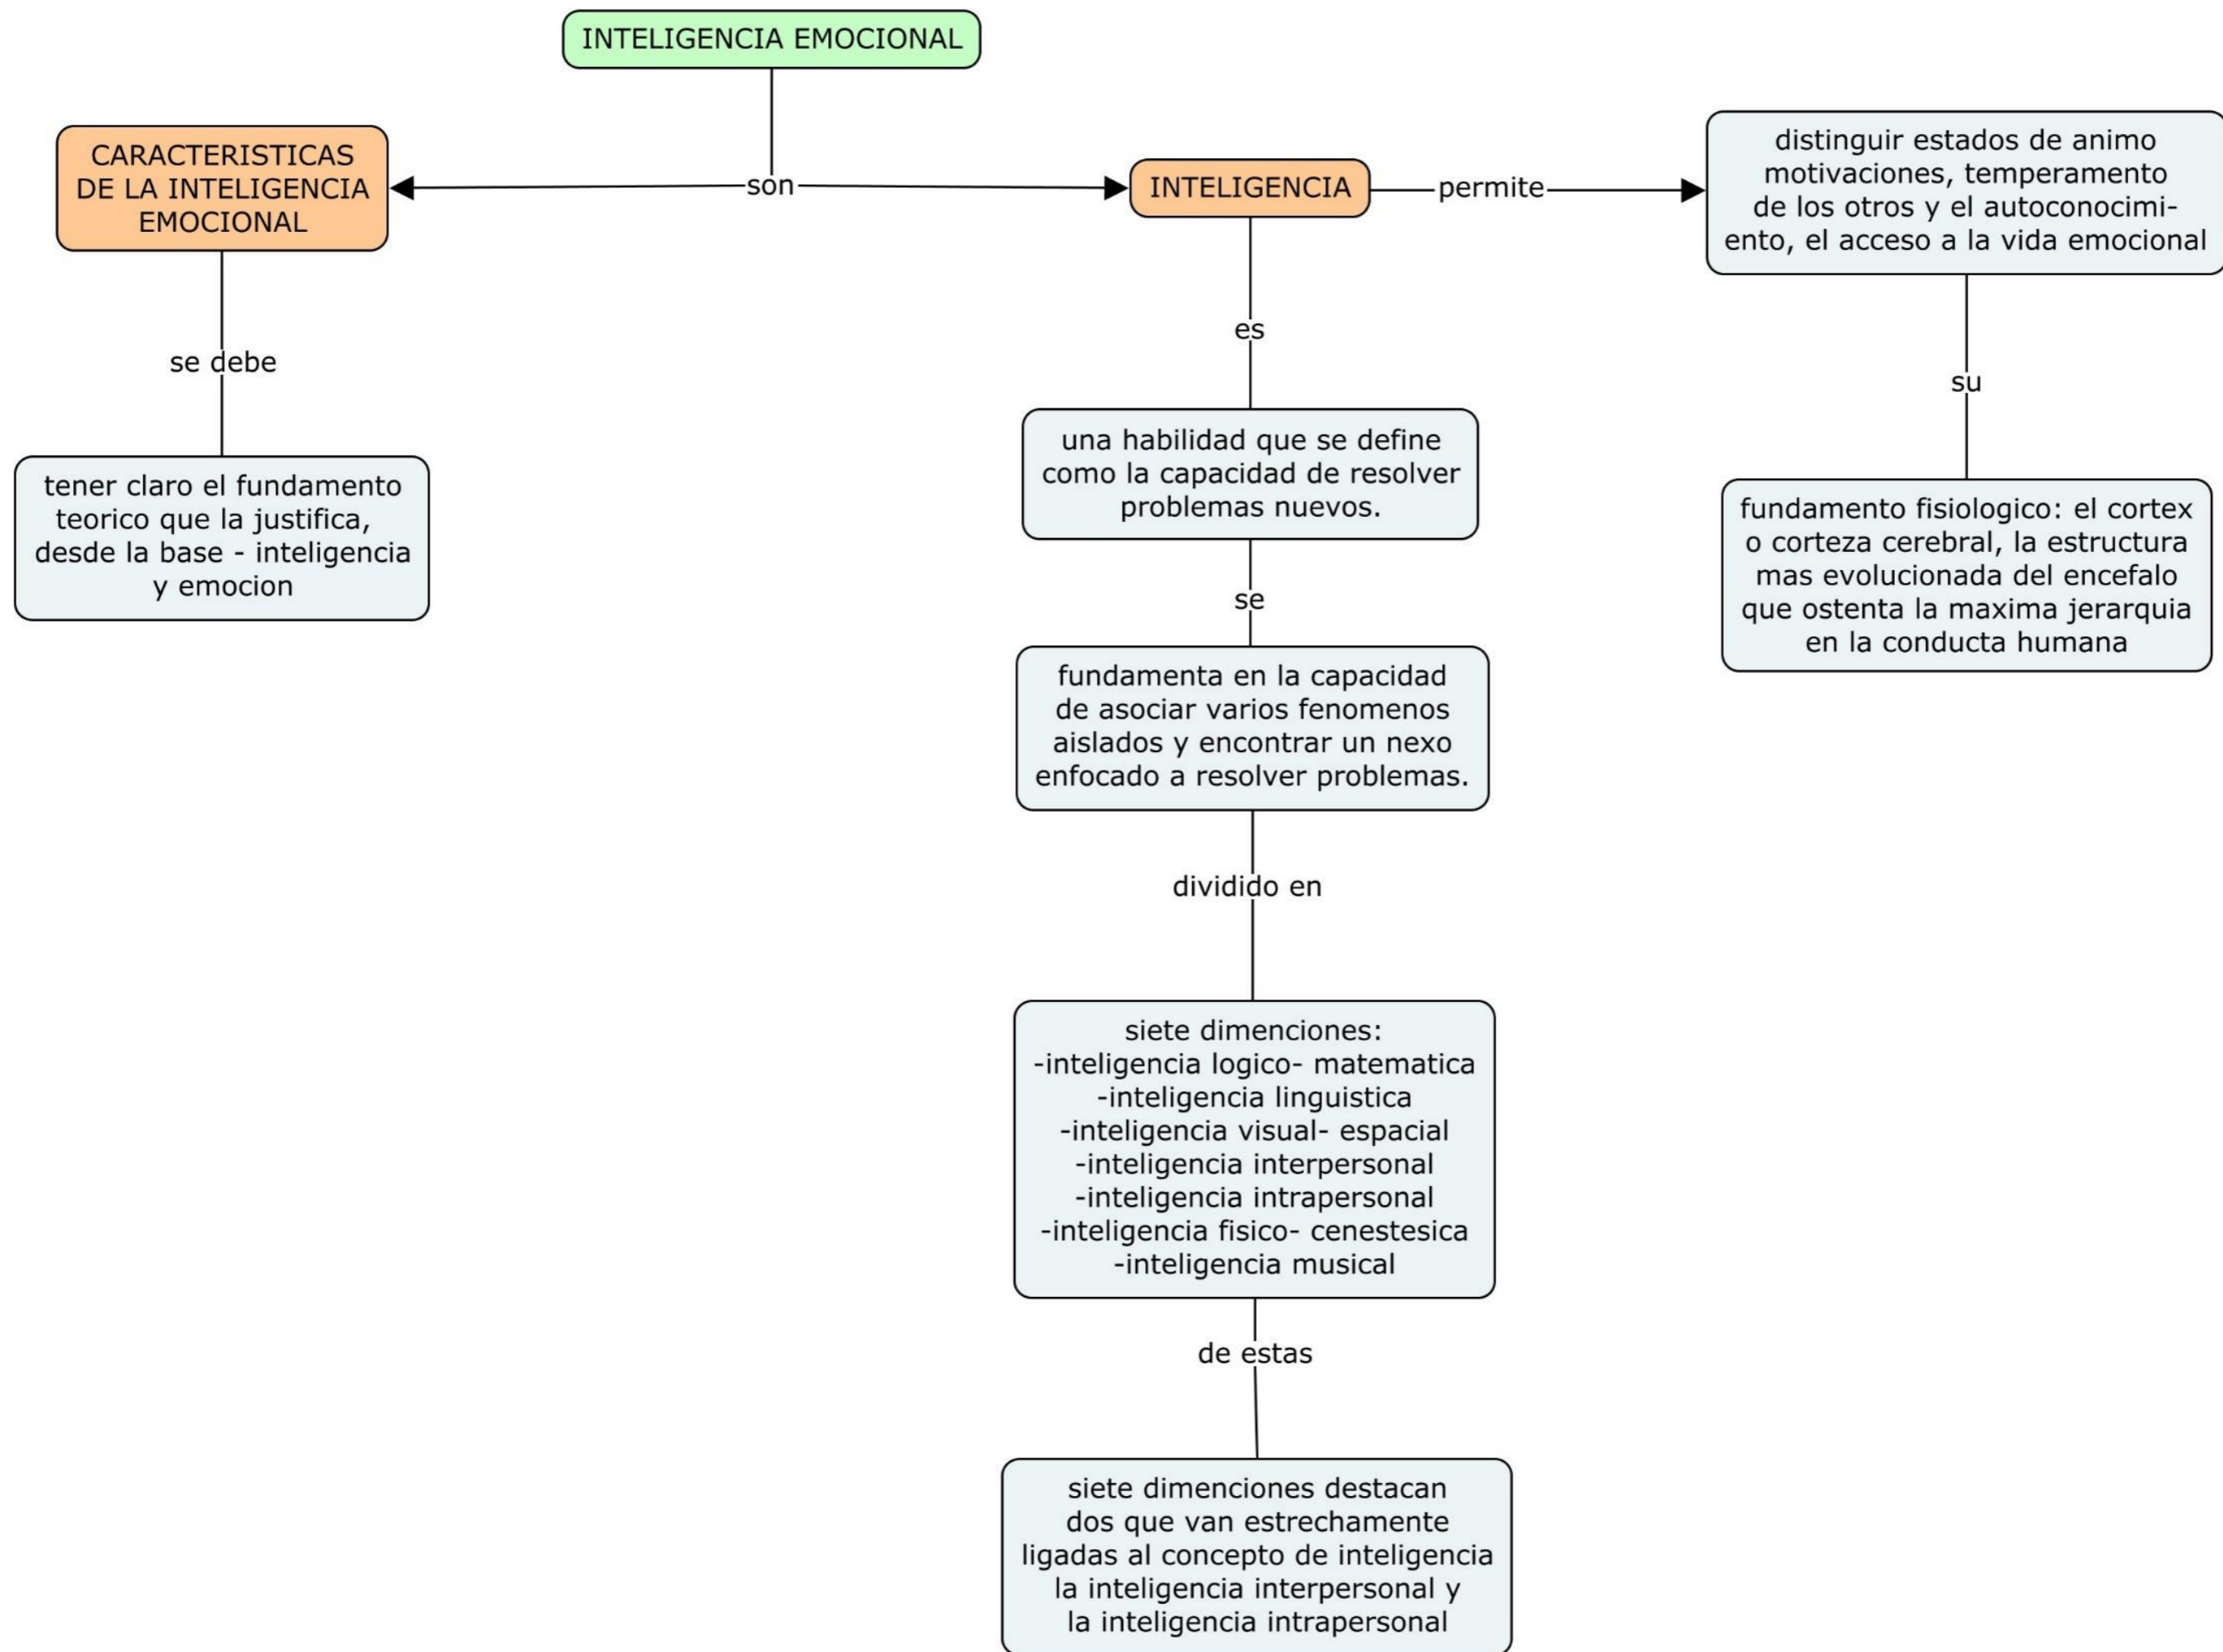 INTELIGENCIA EMOCIONAL
son
CARACTERISTICAS
DE LA INTELIGENCIA
EMOCIONAL
se debe
tener claro el fundamento
teorico que la justifica,
desde la base - inteligencia
y emocion
INTELIGENCIA
es
una habilidad que se define
como la capacidad de resolver
problemas nuevos.
se
fundamenta en la capacidad
de asociar varios fenomenos
aislados y encontrar un nexo
enfocado a resolver problemas.
dividido en
siete dimenciones:
-inteligencia logico- matematica
-inteligencia linguistica
-inteligencia visual- espacial
-inteligencia interpersonal
-inteligencia intrapersonal
-inteligencia fisico- cenestesica
-inteligencia musical
de estas
siete dimenciones destacan
dos que van estrechamente
ligadas al concepto de inteligencia
la inteligencia interpersonal y
la inteligencia intrapersonal
permite
distinguir estados de animo
motivaciones, temperamento
de los otros y el autoconocimi-
ento, el acceso a la vida emocional
su
fundamento fisiologico: el cortex
o corteza cerebral, la estructura
mas evolucionada del encefalo
que ostenta la maxima jerarquia
en la conducta humana